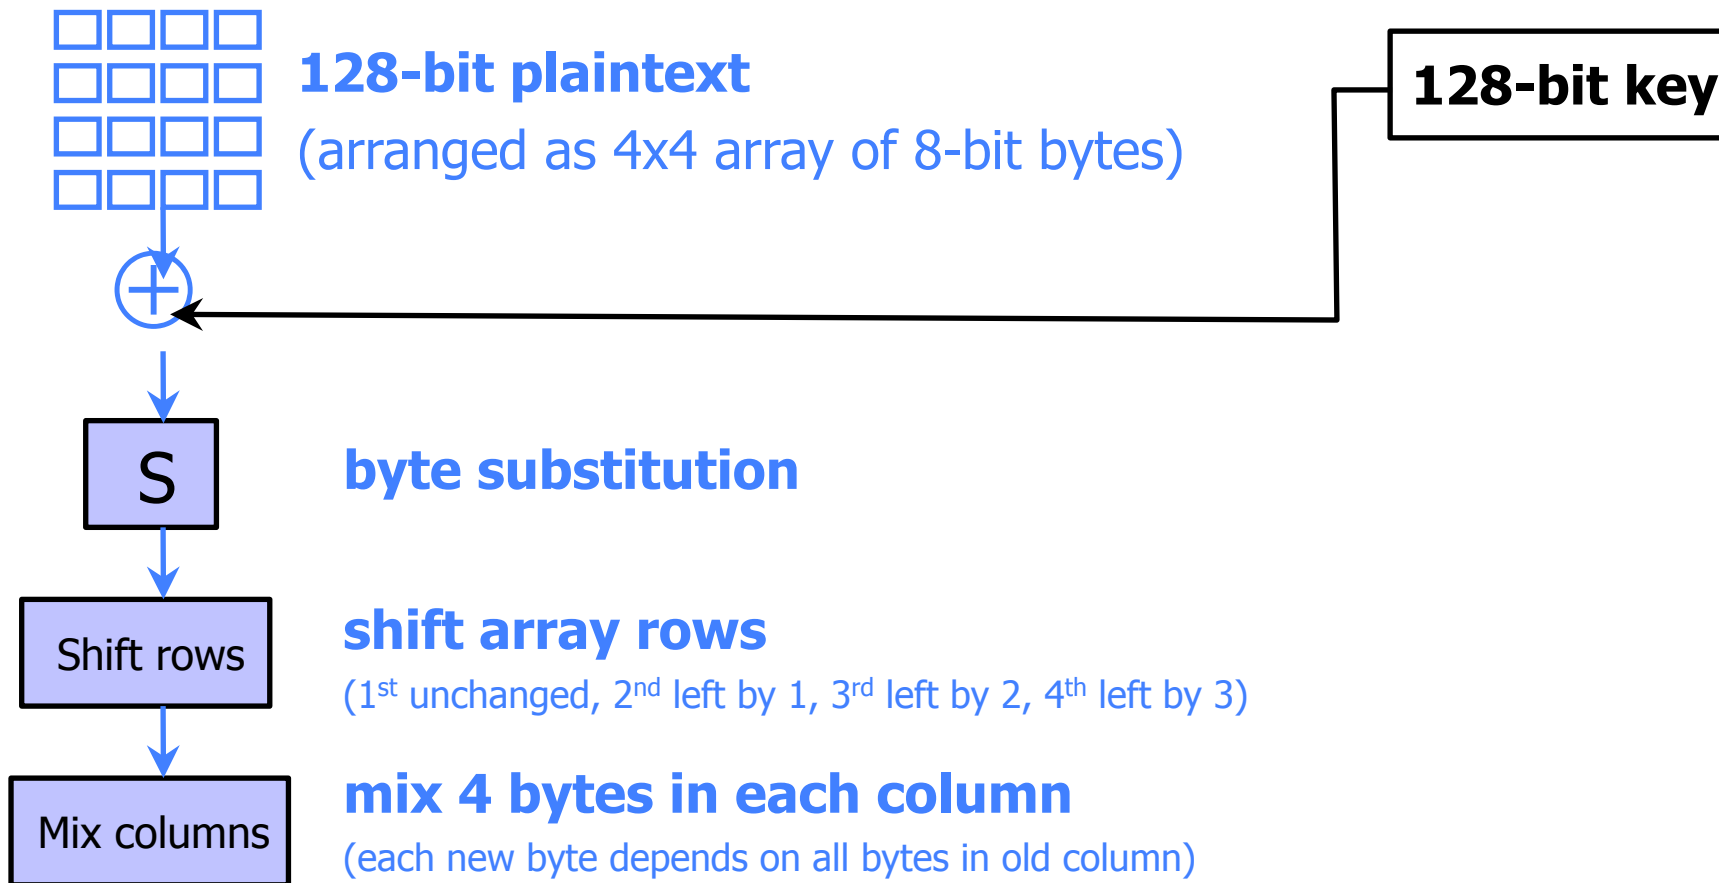 128-bit plaintext
(arranged as 4x4 array of 8-bit bytes)
128-bit key
S
byte substitution
Shift rows
shift array rows
(1st unchanged, 2nd left by 1, 3rd left by 2, 4th left by 3)
Mix columns
mix 4 bytes in each column
(each new byte depends on all bytes in old column)